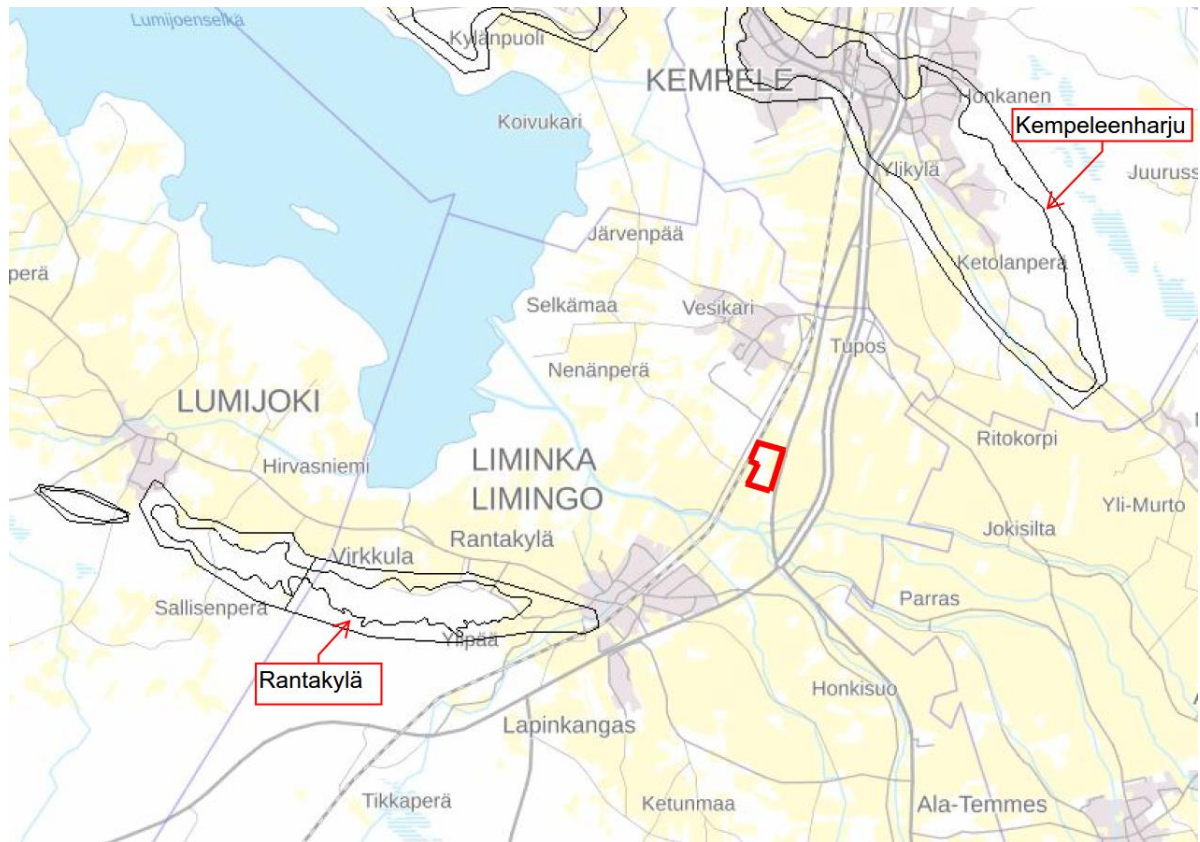 Lumijoenselkä
Kylänpuoli
KEMPELE
Honkanen
Koivukari
Kempeleenharju
Ylikylä
Juuruss
Järvenpää
Ketolanperä
perä
Selkämaa
Vesikari
Tupos
Nenänperä
LUMIJOKI
Ritokorpi
Hirvasniemi
LIMINKA
LIMINGO
Yli-Murto
Jokisilta
Rantakylä
Virkkula
Sallisenperä
Parras
Ylipää
Rantakylä
Honkisuo
Lapinkangas
Tikkaperä
Ketunmaa
Ala-Temmes